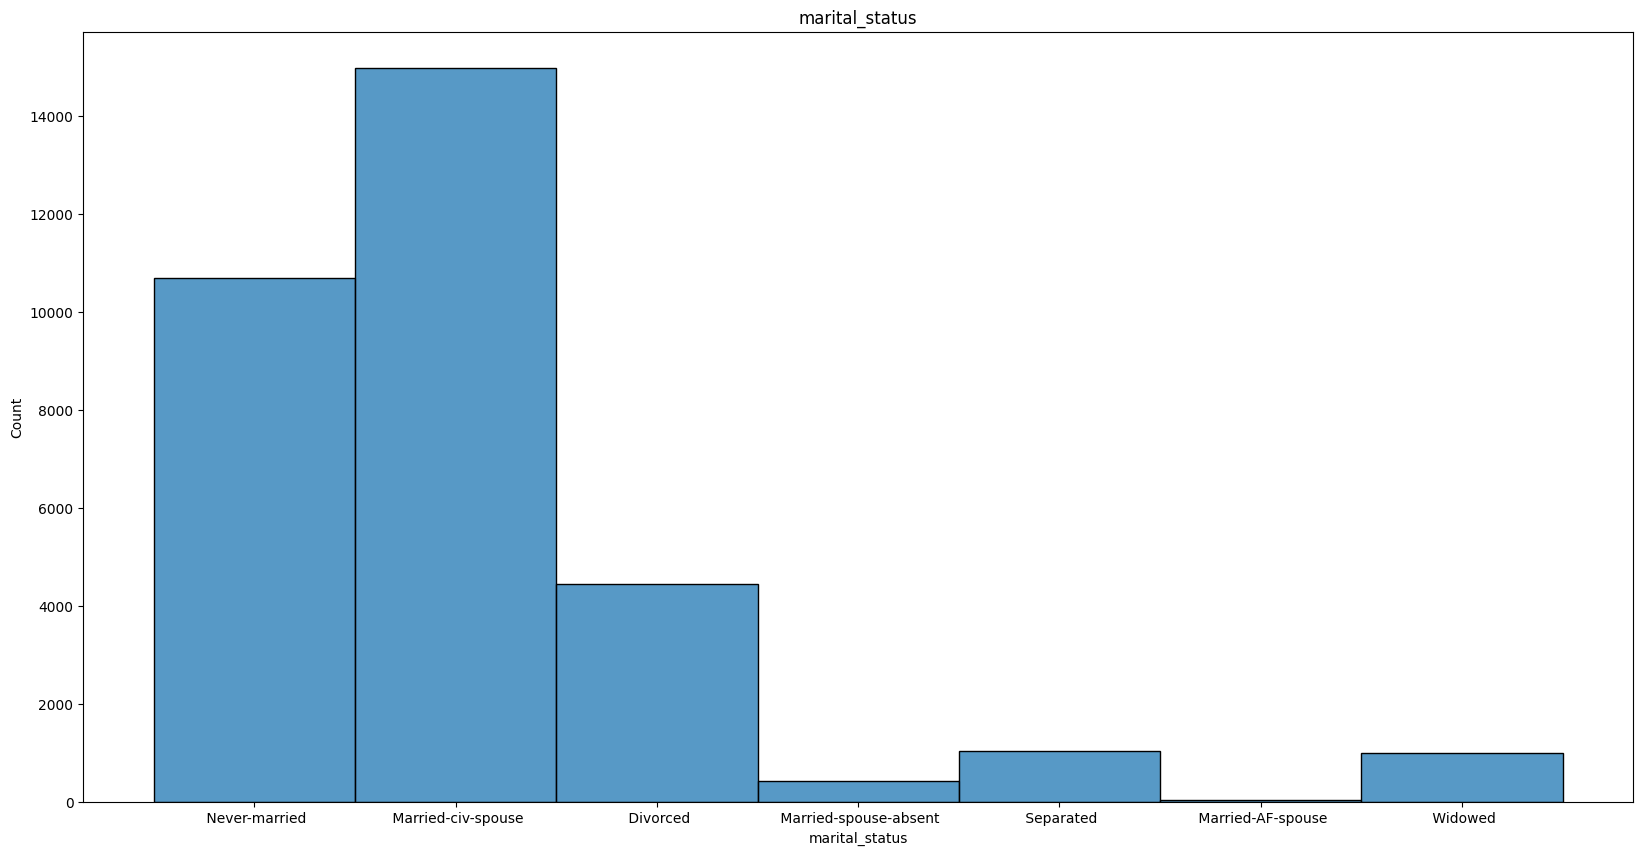 marital_status
14000
12000
10000
8000
6000
4000
2000
0
Count
Never-married Married-civ-spouse Divorced Married-spouse-absent Separated Married-AF-spouse Widowed
marital_status